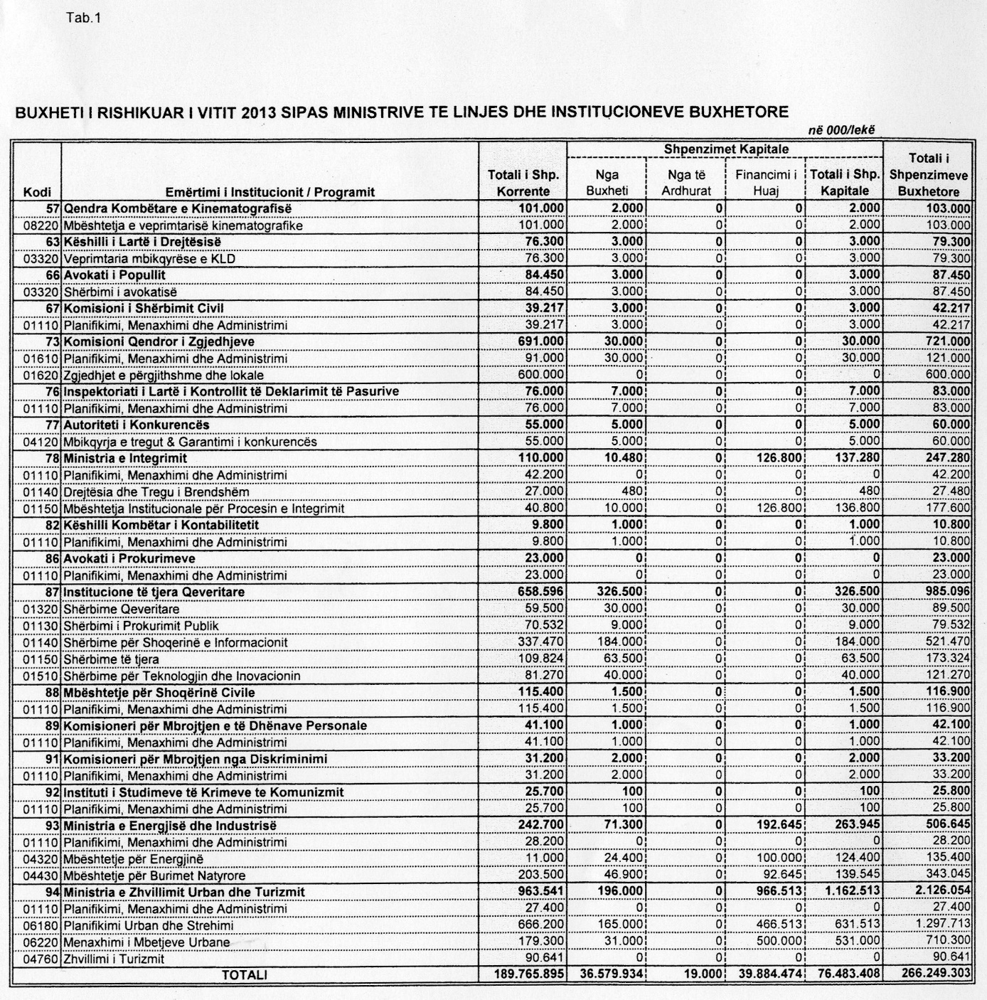 Tab.1
BUXHETI I RISHIKUAR I VITIT 2013 SIPAS MINISTRIVE TE LINJES DHE INSTITUCIONEVE BUXHETORE
në 000/lekë
Kodi Emërtimi i Institucionit / Programit Totali i Shp. Korrente Shpenzimet Kapitale Nga Buxheti Nga të Ardhurat Financimi i Huaj Totali i Shp. Kapitale Totali i Shpenzimeve Buxhetore
57 Qendra Kombëtare e Kinematografisë 101.000 2.000 0 0 2.000 103.000
08220 Mbështetja e veprimtarisë kinematografike 101.000 2.000 0 0 2.000 103.000
63 Këshilli i Lartë i Drejtësisë 76.300 3.000 0 0 3.000 79.300
03320 Veprimtaria mbikqyrëse e KLD 76.300 3.000 0 0 3.000 79.300
66 Avokati i Popullit 84.450 3.000 0 0 3.000 87.450
03320 Shërbimi i avokatisë 84.450 3.000 0 0 3.000 87.450
67 Komisioni i Shërbimit Civil 39.217 3.000 0 0 3.000 42.217
01110 Planifikimi, Menaxhimi dhe Administrimi 39.217 3.000 0 0 3.000 42.217
73 Komisioni Qendror i Zgjedhjeve 691.000 30.000 0 0 30.000 721.000
01610 Planifikimi, Menaxhimi dhe Administrimi 91.000 30.000 0 0 30.000 121.000
01620 Zgjedhjet e përgjithshme dhe lokale 600.000 0 0 0 0 600.000
76 Inspektoriati i Lartë i Kontrollit të Deklarimit të Pasurive 76.000 7.000 0 0 7.000 83.000
01110 Planifikimi, Menaxhimi dhe Administrimi 76.000 7.000 0 0 7.000 83.000
77 Autoriteti i Konkurencës 55.000 5.000 0 0 5.000 60.000
04120 Mbikqyrja e tregut & Garantimi i konkurencës 55.000 5.000 0 0 5.000 60.000
78 Ministria e Integrimit 110.000 10.480 0 126.800 137.280 247.280
01110 Planifikimi, Menaxhimi dhe Administrimi 42.200 0 0 0 0 42.200
01140 Drejtësia dhe Tregu i Brendshëm 27.000 480 0 0 480 27.480
01150 Mbështetja Institucionale për Procesin e Integrimit 40.800 10.000 0 126.800 136.800 177.600
82 Këshilli Kombëtar i Kontabilitetit 9.800 1.000 0 0 1.000 10.800
01110 Planifikimi, Menaxhimi dhe Administrimi 9.800 1.000 0 0 1.000 10.800
86 Avokati i Prokurimeve 23.000 0 0 0 0 23.000
01110 Planifikimi, Menaxhimi dhe Administrimi 23.000 0 0 0 0 23.000
87 Institucione të tjera Qeveritare 658.596 326.500 0 0 326.500 985.096
01320 Shërbime Qeveritare 59.500 30.000 0 0 30.000 89.500
01130 Shërbimi i Prokurimit Publik 70.532 9.000 0 0 9.000 79.532
01140 Shërbime për Shoqerinë e Informacionit 337.470 184.000 0 0 184.000 521.470
01150 Shërbime të tjera 109.824 63.500 0 0 63.500 173.324
01510 Shërbime për Teknologjin dhe Inovacionin 81.270 40.000 0 0 40.000 121.270
88 Mbështetje për Shoqërinë Civile 115.400 1.500 0 0 1.500 116.900
01110 Planifikimi, Menaxhimi dhe Administrimi 115.400 1.500 0 0 1.500 116.900
89 Komisioneri për Mbrojtjen e të Dhënave Personale 41.100 1.000 0 0 1.000 42.100
01110 Planifikimi, Menaxhimi dhe Administrimi 41.100 1.000 0 0 1.000 42.100
91 Komisioneri për Mbrojtjen nga Diskriminimi 31.200 2.000 0 0 2.000 33.200
01110 Planifikimi, Menaxhimi dhe Administrimi 31.200 2.000 0 0 2.000 33.200
92 Instituti i Studimeve të Krimeve te Komunizmit 25.700 100 0 0 100 25.800
01110 Planifikimi, Menaxhimi dhe Administrimi 25.700 100 0 0 100 25.800
93 Ministria e Energjisë dhe Industrisë 242.700 71.300 0 192.645 263.945 506.645
01110 Planifikimi, Menaxhimi dhe Administrimi 28.200 0 0 0 0 28.200
04320 Mbështetje për Energjinë 11.000 24.400 0 100.000 124.400 135.400
04430 Mbështetje për Burimet Natyrore 203.500 46.900 0 92.645 139.545 343.045
94 Ministria e Zhvillimit Urban dhe Turizmit 963.541 196.000 0 966.513 1.162.513 2.126.054
01110 Planifikimi, Menaxhimi dhe Administrimi 27.400 0 0 0 0 27.400
06180 Planifikimi Urban dhe Strehimi 666.200 165.000 0 466.513 631.513 1.297.713
06220 Menaxhimi i Mbetjeve Urbane 179.300 31.000 0 500.000 531.000 710.300
04760 Zhvillimi i Turizmit 90.641 0 0 0 0 90.641
TOTALI 189.765.895 36.579.934 19.000 39.884.474 76.483.408 266.249.303